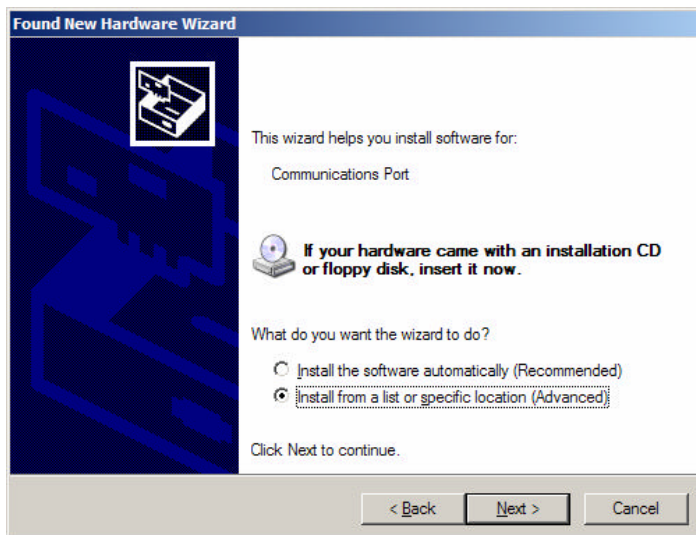 Found New Hardware Wizard
This wizard helps you install software for:
Communications Port
If your hardware came with an installation CD
or floppy disk, insert it now.
What do you want the wizard to do?
Install the software automatically (Recommended)
Install from a list or specific location (Advanced)
Click Next to continue.
< Back
Next >
Cancel